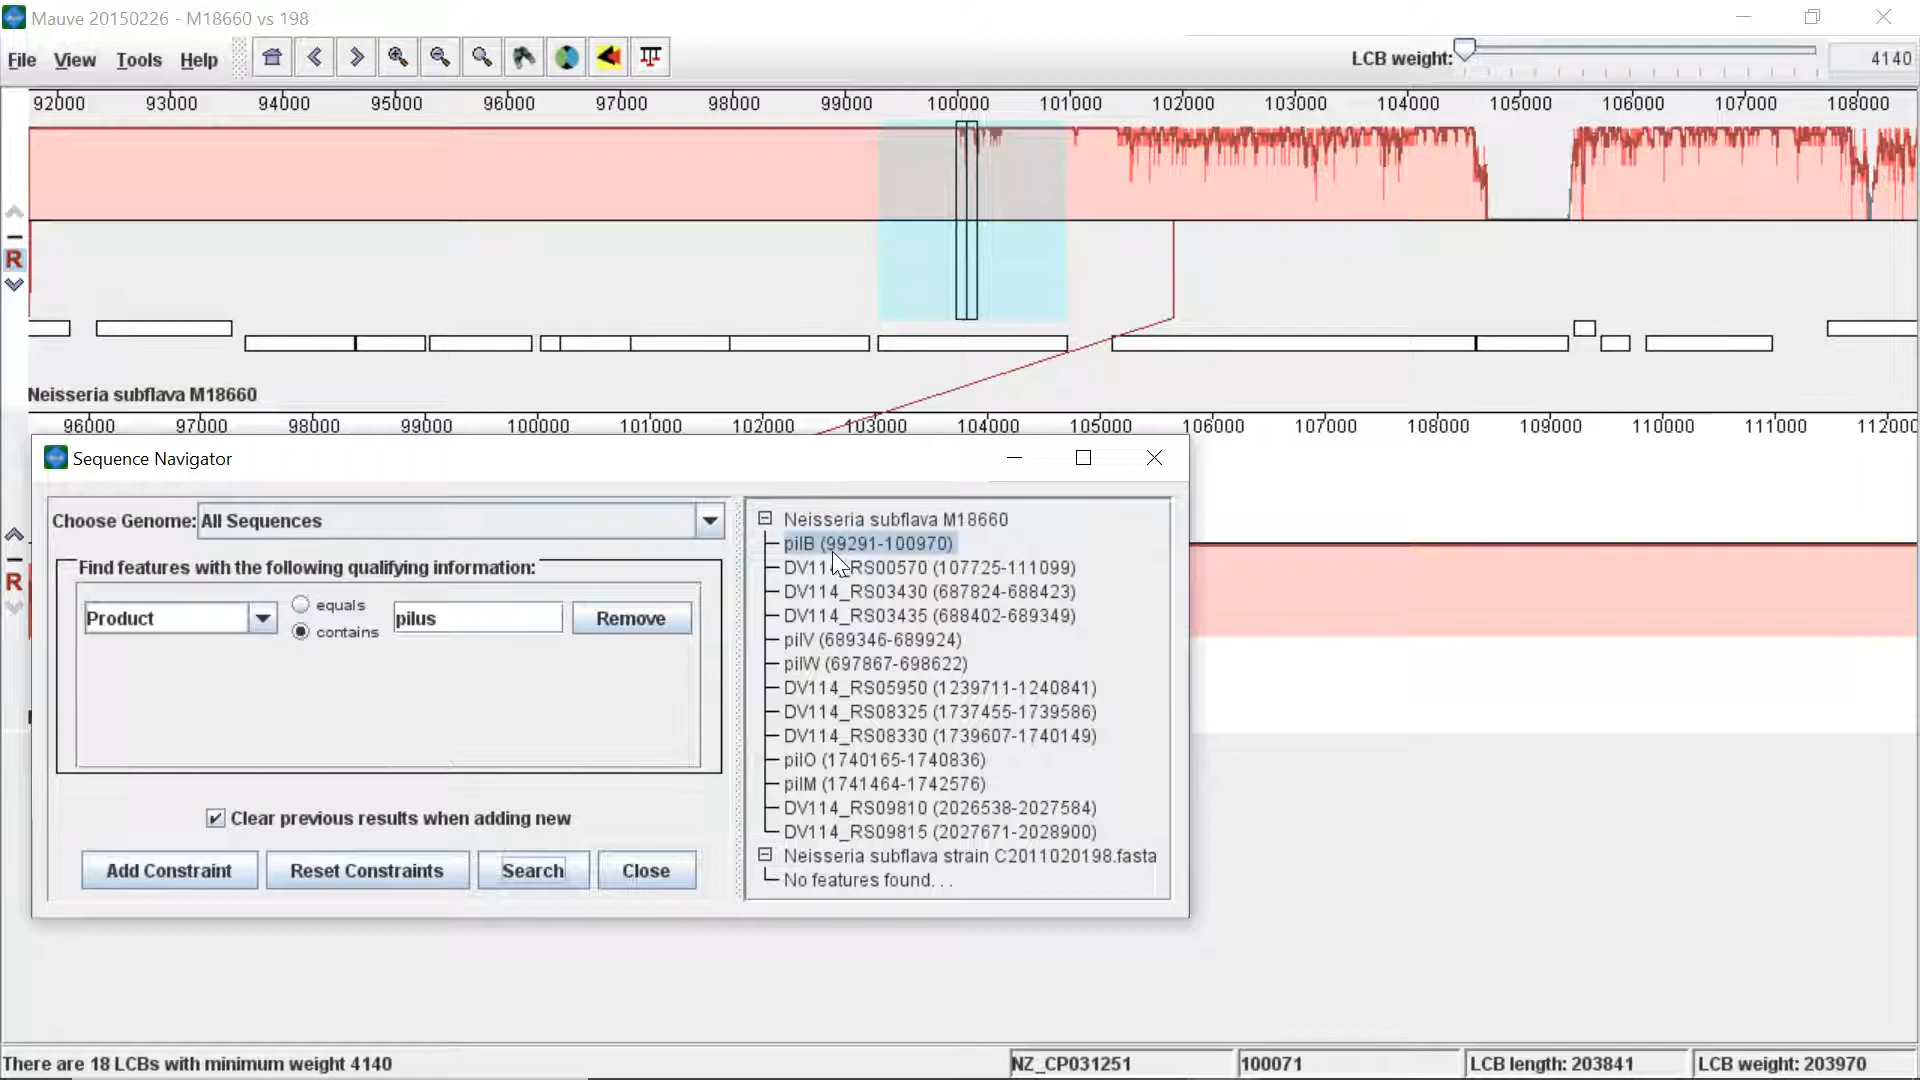 Mauve 20150226 - M18660 vs 198
File View Tools Help
LCB weight: 4140
92000 93000 94000 95000 96000 97000 98000 99000 100000 101000 102000 103000 104000 105000 106000 107000 108000
R
Neisseria subflava M18660
96000 97000 98000 99000 100000 101000 102000 103000 104000 105000 106000 107000 108000 109000 110000 111000 112000
R
Sequence Navigator
Choose Genome: All Sequences
Find features with the following qualifying information:
Product
equals
contains
pilus
Remove
Clear previous results when adding new
Add Constraint Reset Constraints Search Close
Neisseria subflava M18660
pilB (99291-100970)
DV114_RS00570 (107725-111099)
DV114_RS03430 (687824-688423)
DV114_RS03435 (688402-689349)
pilV (689346-689924)
pilW (697867-698622)
DV114_RS05950 (1239711-1240841)
DV114_RS08325 (1737455-1739586)
DV114_RS08330 (1739607-1740149)
pilO (1740165-1740836)
pilM (1741464-1742576)
DV114_RS09810 (2026538-2027584)
DV114_RS09815 (2027671-2028900)
Neisseria subflava strain C2011020198.fasta
No features found. . .
There are 18 LCBs with minimum weight 4140
NZ_CP031251
100071
LCB length: 203841
LCB weight: 203970